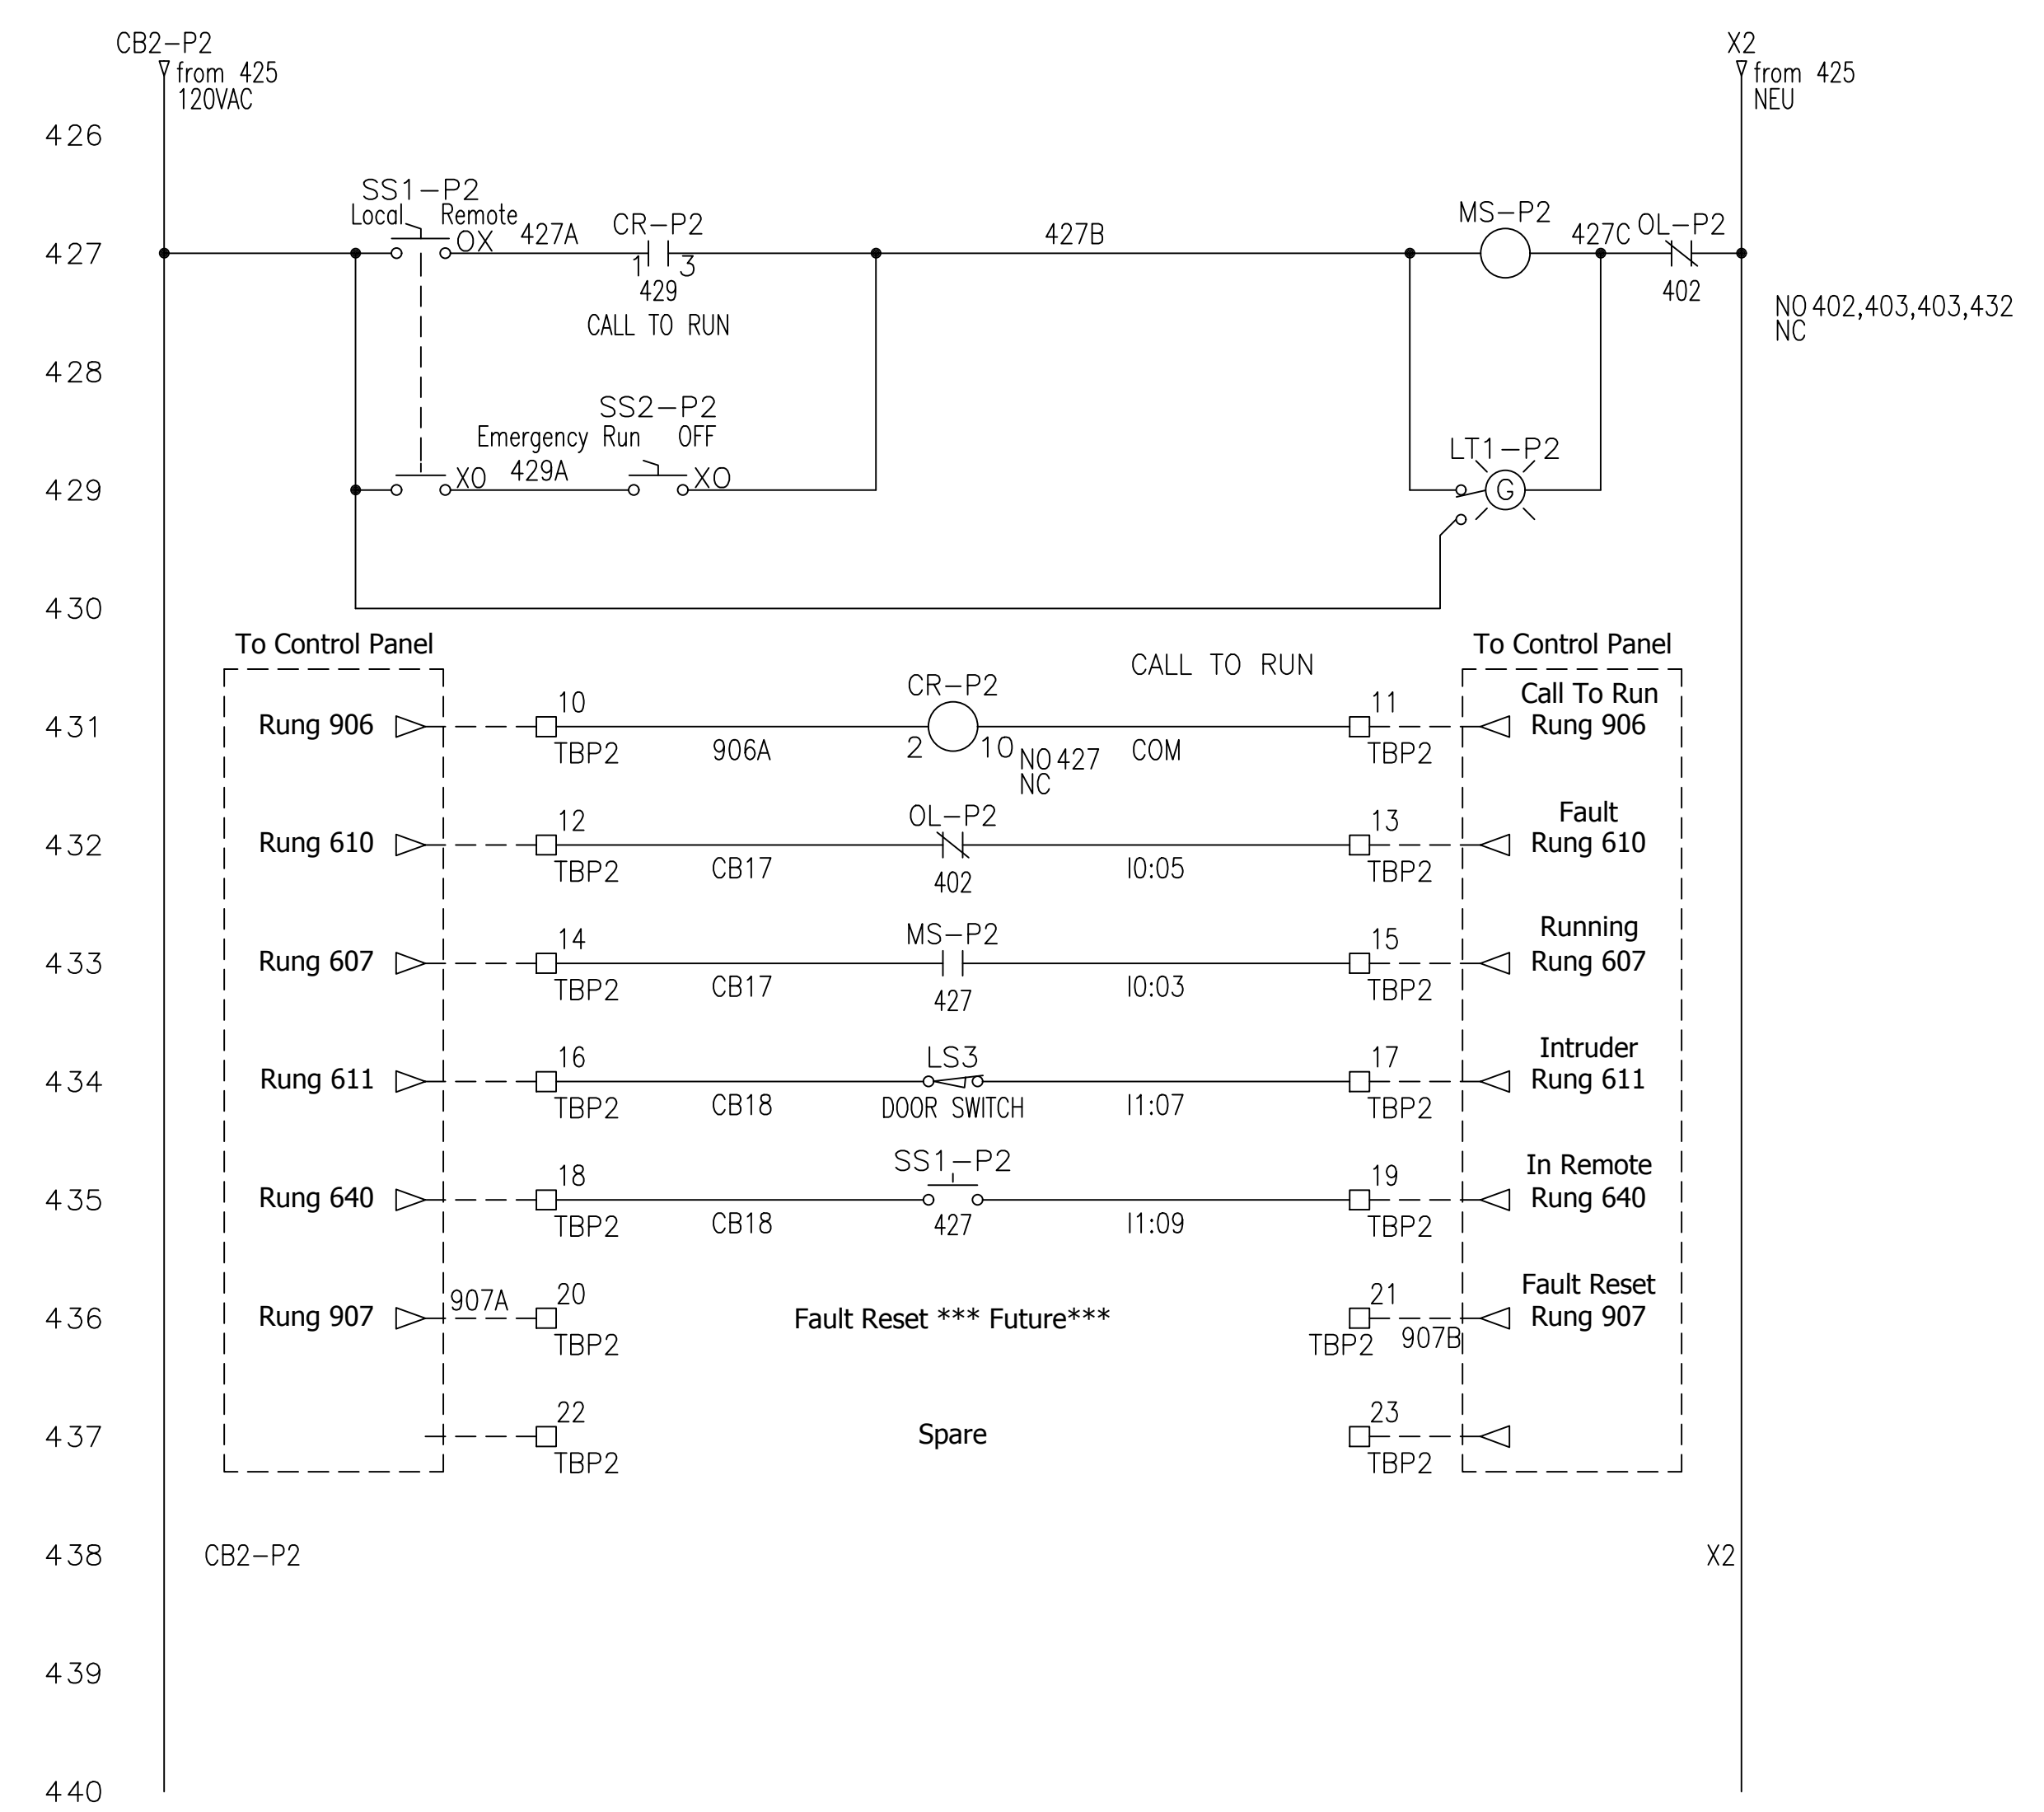 CB2-P2
X2
from 425
120VAC
from 425
NEU
426
SS1-P2
Local Remote
OX
427A
CR-P2
1 3
429
CALL TO RUN
427B
MS-P2
427C
OL-P2
402
427
NO 402,403,403,432
NC
428
SS2-P2
Emergency Run OFF
XO
429A
XO
LT1-P2
G
429
430
To Control Panel
To Control Panel
CALL TO RUN
431
Rung 906
10
TBP2
906A
CR-P2
2 10
NO 427
NC
COM
11
TBP2
Call To Run
Rung 906
432
Rung 610
12
TBP2
CB17
OL-P2
402
I0:05
13
TBP2
Fault
Rung 610
433
Rung 607
14
TBP2
CB17
MS-P2
427
I0:03
15
TBP2
Running
Rung 607
434
Rung 611
16
TBP2
CB18
LS3
DOOR SWITCH
I1:07
17
TBP2
Intruder
Rung 611
435
Rung 640
18
TBP2
CB18
SS1-P2
427
I1:09
19
TBP2
In Remote
Rung 640
436
Rung 907
907A
20
TBP2
Fault Reset *** Future***
21
TBP2
907B
Fault Reset
Rung 907
437
22
TBP2
Spare
23
TBP2
438
CB2-P2
X2
439
440